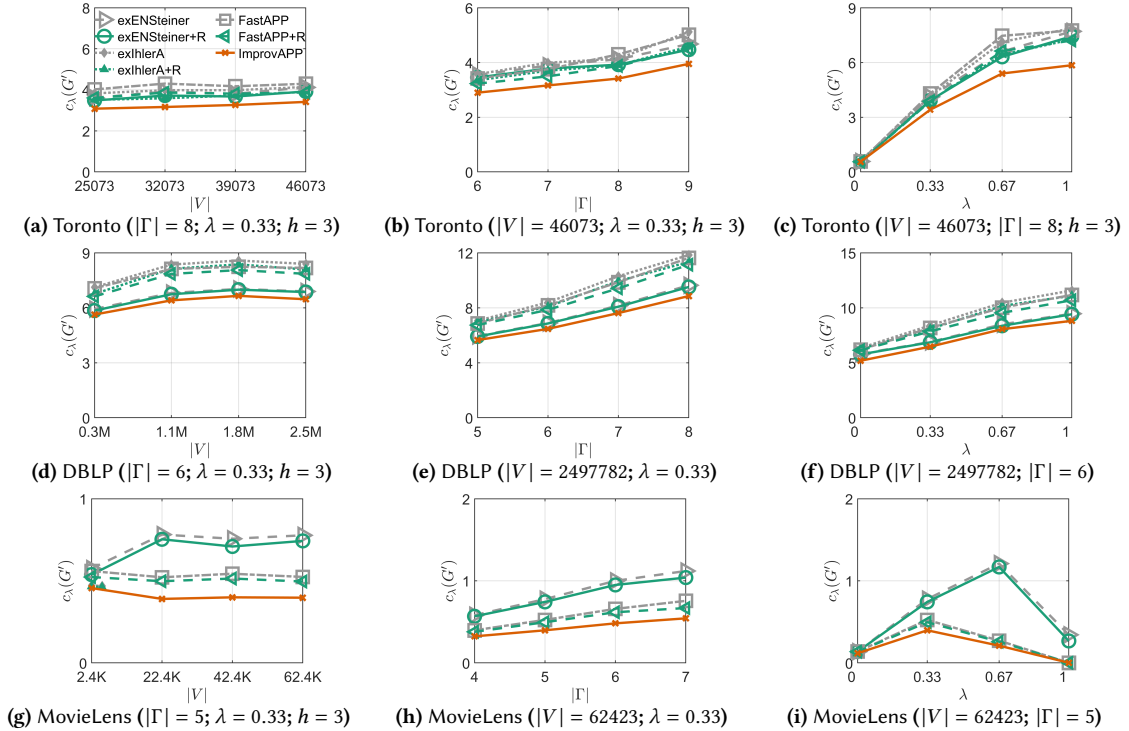 exENSteiner
exENSteiner+R
exIhlerA
exIhlerA+R
FastAPP
FastAPP+R
ImprovAPP
8
6
4
2
0
cλ(G′)
25073 32073 39073 46073
|V|
(a) Toronto (|Γ| = 8; λ = 0.33; h = 3)
6
4
2
0
cλ(G′)
6 7 8 9
|Γ|
(b) Toronto (|V| = 46073; λ = 0.33; h = 3)
9
6
3
0
cλ(G′)
0 0.33 0.67 1
λ
(c) Toronto (|V| = 46073; |Γ| = 8; h = 3)
9
6
3
0
cλ(G′)
0.3M 1.1M 1.8M 2.5M
|V|
(d) DBLP (|Γ| = 6; λ = 0.33; h = 3)
12
9
6
3
0
cλ(G′)
5 6 7 8
|Γ|
(e) DBLP (|V| = 2497782; λ = 0.33)
15
10
5
0
cλ(G′)
0 0.33 0.67 1
λ
(f) DBLP (|V| = 2497782; |Γ| = 6)
1
0
cλ(G′)
2.4K 22.4K 42.4K 62.4K
|V|
(g) MovieLens (|Γ| = 5; λ = 0.33; h = 3)
2
1
0
cλ(G′)
4 5 6 7
|Γ|
(h) MovieLens (|V| = 62423; λ = 0.33)
2
1
0
cλ(G′)
0 0.33 0.67 1
λ
(i) MovieLens (|V| = 62423; |Γ| = 5)